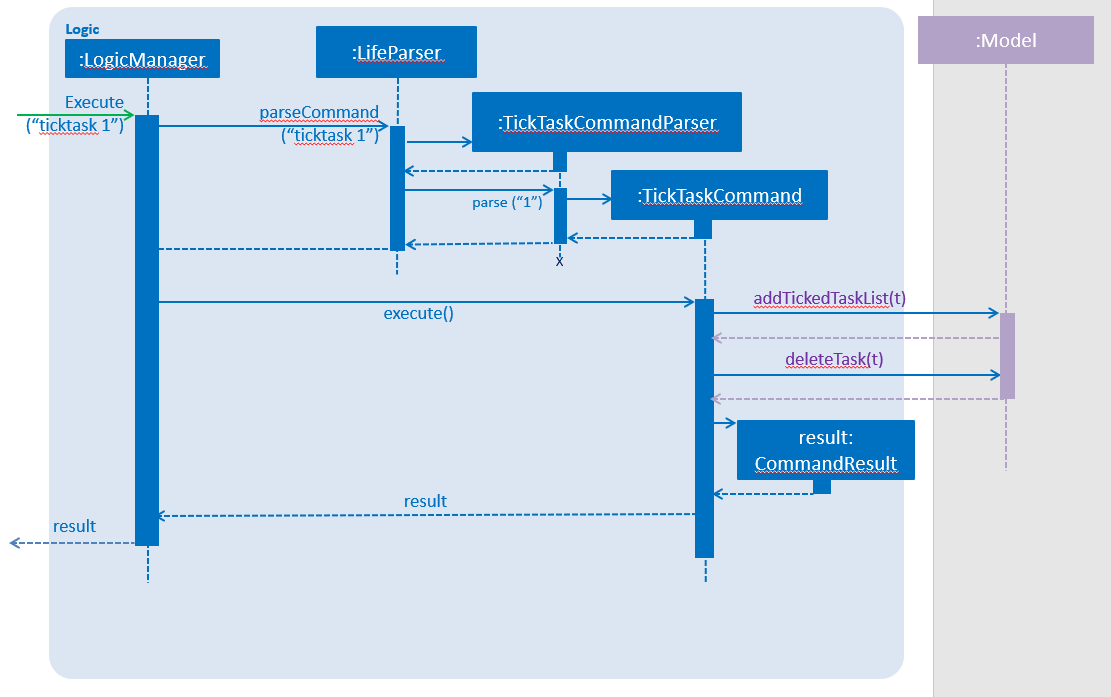 Logic
:LogicManager
:LifeParser
:Model
Execute
(“ticktask 1”)
parseCommand
(“ticktask 1”)
:TickTaskCommandParser
parse (“1”)
:TickTaskCommand
x
execute()
addTickedTaskList(t)
deleteTask(t)
result:
CommandResult
result
result